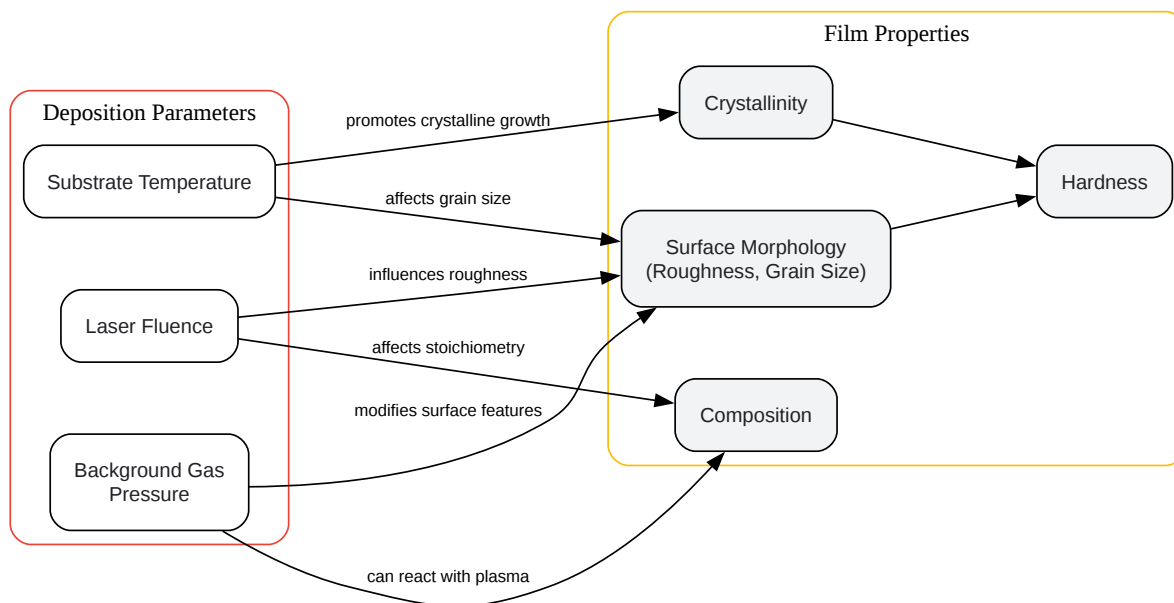 Film Properties
Deposition Parameters
Crystallinity
promotes crystalline growth
Substrate Temperature
Hardness
affects grain size
Surface Morphology
(Roughness, Grain Size)
influences roughness
Laser Fluence
affects stoichiometry
modifies surface features
Composition
Background Gas
Pressure
can react with plasma